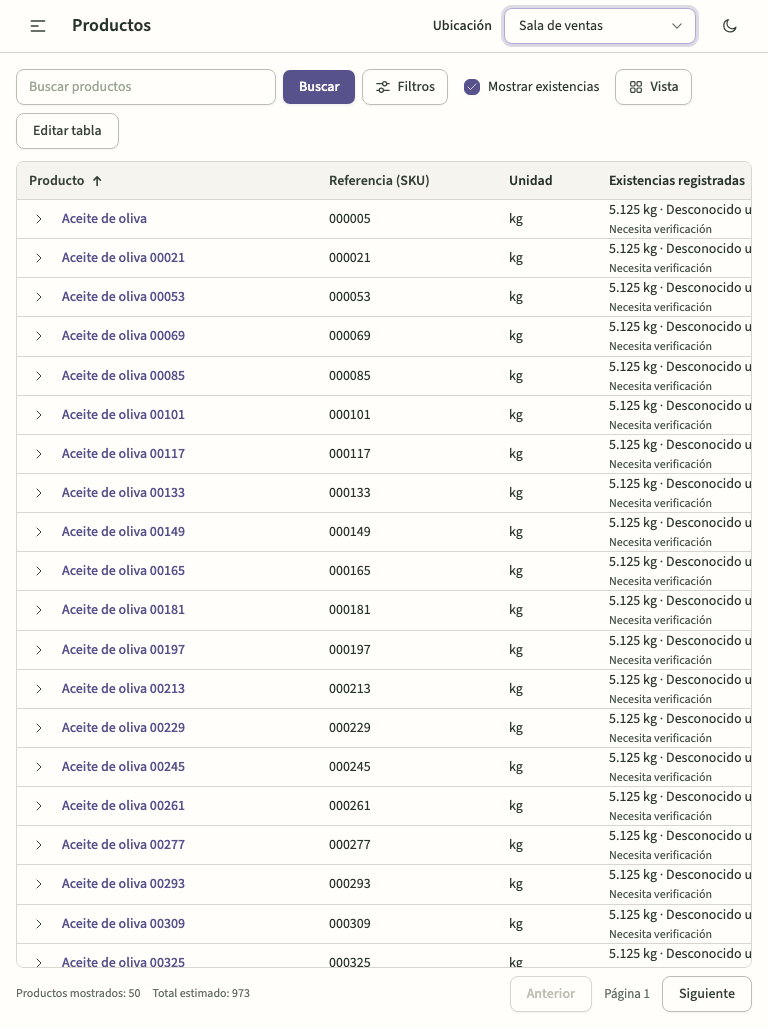 Productos
Ubicación
Sala de ventas
Buscar productos
Buscar
Filtros
Mostrar existencias
Vista
Editar tabla
Producto ↑ Referencia (SKU) Unidad Existencias registradas
Aceite de oliva 000005 kg 5.125 kg · Desconocido u
Necesita verificación
Aceite de oliva 00021 000021 kg 5.125 kg · Desconocido u
Necesita verificación
Aceite de oliva 00053 000053 kg 5.125 kg · Desconocido u
Necesita verificación
Aceite de oliva 00069 000069 kg 5.125 kg · Desconocido u
Necesita verificación
Aceite de oliva 00085 000085 kg 5.125 kg · Desconocido u
Necesita verificación
Aceite de oliva 00101 000101 kg 5.125 kg · Desconocido u
Necesita verificación
Aceite de oliva 00117 000117 kg 5.125 kg · Desconocido u
Necesita verificación
Aceite de oliva 00133 000133 kg 5.125 kg · Desconocido u
Necesita verificación
Aceite de oliva 00149 000149 kg 5.125 kg · Desconocido u
Necesita verificación
Aceite de oliva 00165 000165 kg 5.125 kg · Desconocido u
Necesita verificación
Aceite de oliva 00181 000181 kg 5.125 kg · Desconocido u
Necesita verificación
Aceite de oliva 00197 000197 kg 5.125 kg · Desconocido u
Necesita verificación
Aceite de oliva 00213 000213 kg 5.125 kg · Desconocido u
Necesita verificación
Aceite de oliva 00229 000229 kg 5.125 kg · Desconocido u
Necesita verificación
Aceite de oliva 00245 000245 kg 5.125 kg · Desconocido u
Necesita verificación
Aceite de oliva 00261 000261 kg 5.125 kg · Desconocido u
Necesita verificación
Aceite de oliva 00277 000277 kg 5.125 kg · Desconocido u
Necesita verificación
Aceite de oliva 00293 000293 kg 5.125 kg · Desconocido u
Necesita verificación
Aceite de oliva 00309 000309 kg 5.125 kg · Desconocido u
Necesita verificación
Aceite de oliva 00325 000325 kg 5.125 kg · Desconocido u
Productos mostrados: 50 Total estimado: 973
Anterior
Página 1
Siguiente